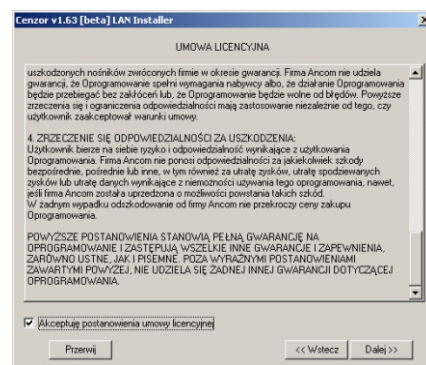 Cenzor v1.63 [beta] LAN Installer
UMOWA LICENCYJNA
uszkodzonych nośników zwróconych firmie w okresie gwarancji. Firma Ancom nie udziela
gwarancji, że Oprogramowanie spełni wymagania nabywcy albo, że działanie Oprogramowania
będzie przebiegać bez zakłóceń lub, że Oprogramowanie będzie wolne od błędów. Powyższe
zrzeczenia się i ograniczenia odpowiedzialności mają zastosowanie niezależnie od tego, czy
użytkownik zaakceptował warunki umowy.
4. ZRZECZENIE SIĘ ODPOWIEDZIALNOŚCI ZA USZKODZENIA:
Użytkownik bierze na siebie ryzyko i odpowiedzialność wynikające z użytkowania
Oprogramowania. Firma Ancom nie ponosi odpowiedzialności za jakiekolwiek szkody
bezpośrednie, pośrednie lub inne, w tym również za utratę zysków, utratę spodziewanych
zysków lub utratę danych wynikające z niemożności używania tego oprogramowania, nawet,
jeśli firma Ancom została uprzedzona o możliwości powstania takich szkód.
W żadnym wypadku odszkodowanie od firmy Ancom nie przekroczy ceny zakupu
Oprogramowania.
POWYŻSZE POSTANOWIENIA STANOWIĄ PEŁNĄ GWARANCJĘ NA
OPROGRAMOWANIE I ZASTĘPUJĄ WSZELKIE INNE GWARANCJE I ZAPEWNIENIA,
ZARÓWNO USTNE, JAK I PISEMNE. POZA WYRAŹNYMI POSTANOWIENIAMI
ZAWARTYMI POWYŻEJ, NIE UDZIELA SIĘ ŻADNEJ INNEJ GWARANCJI DOTYCZĄCEJ
OPROGRAMOWANIA.
Akceptuję postanowienia umowy licencyjnej
Przerwij
<< Wstecz
Dalej >>